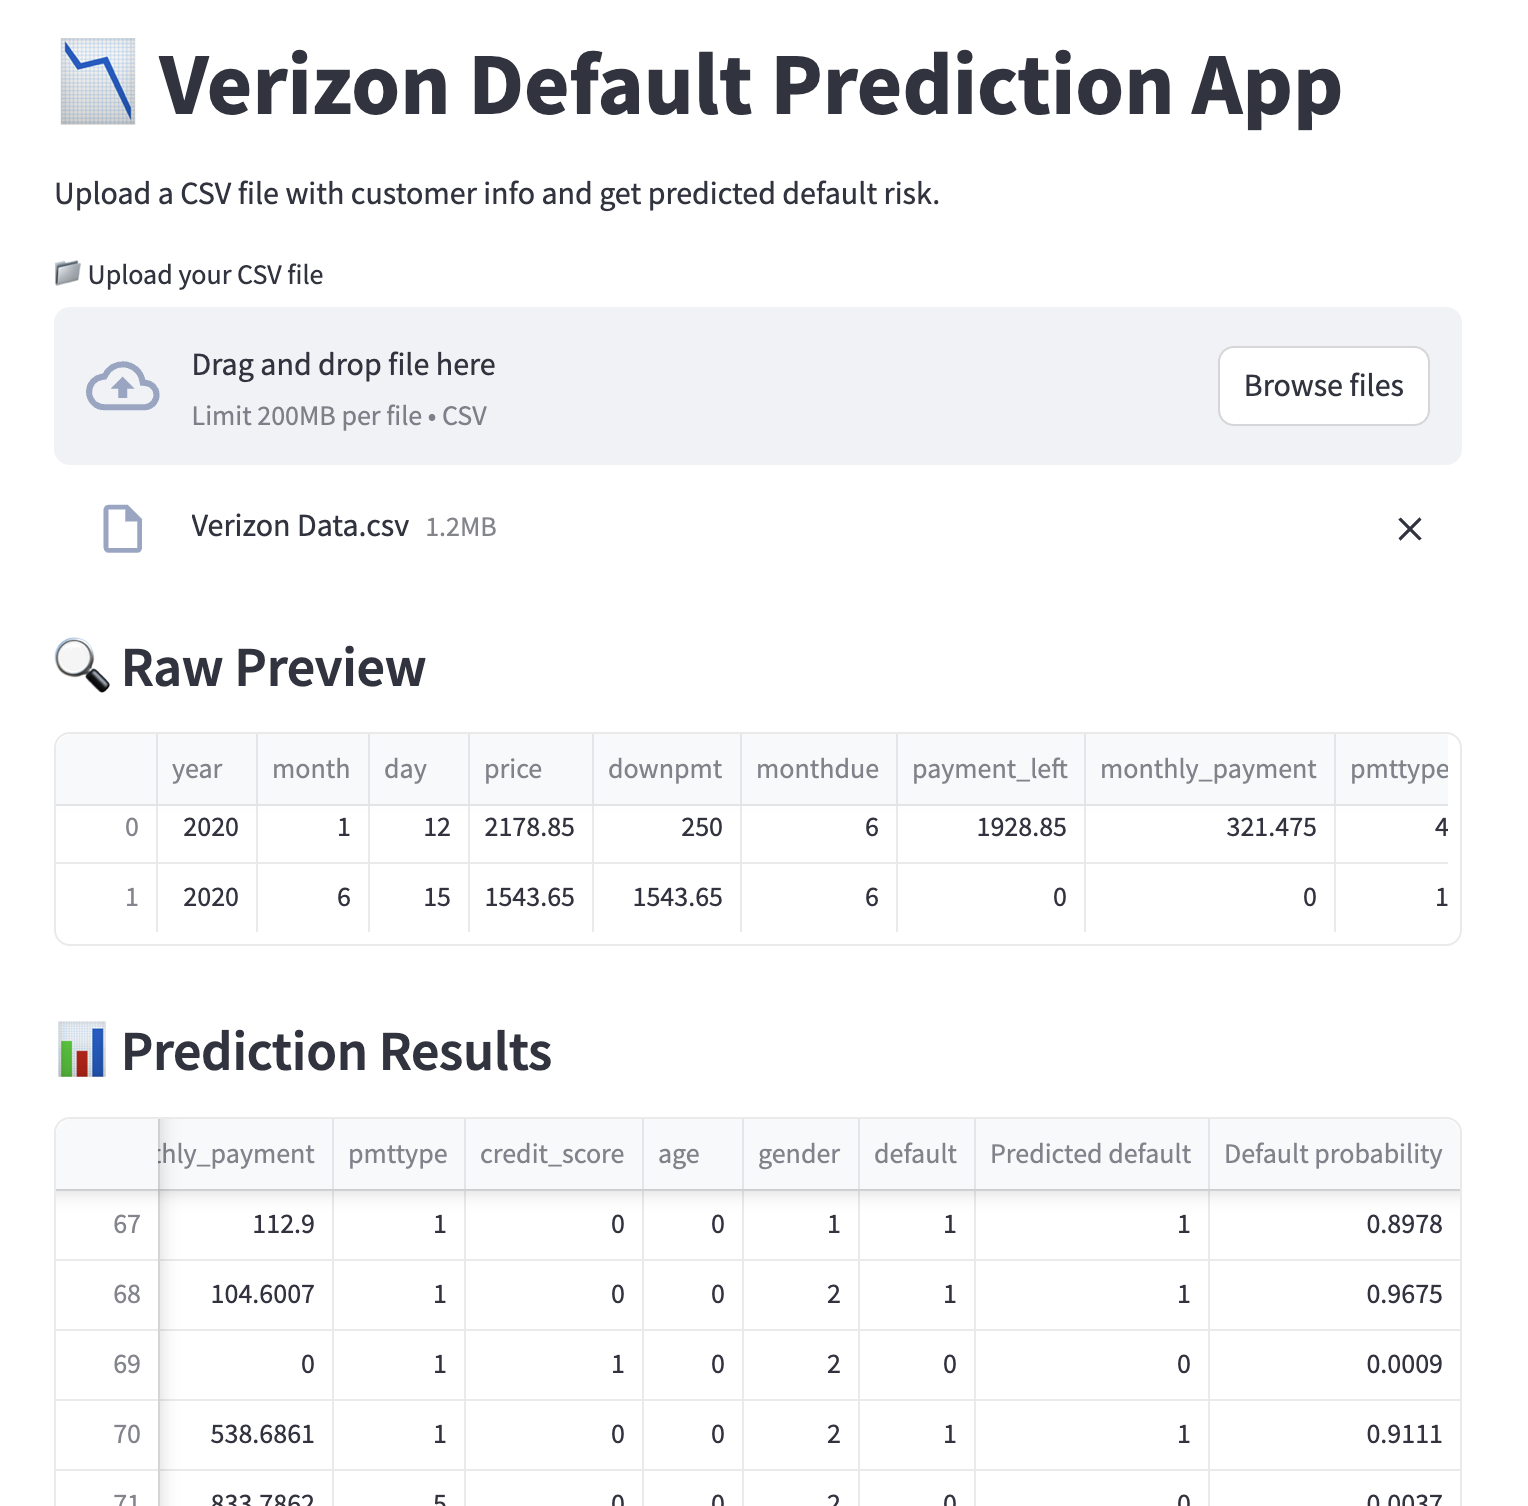 Verizon Default Prediction App
Upload a CSV file with customer info and get predicted default risk.
Upload your CSV file
Drag and drop file here
Limit 200MB per file • CSV
Browse files
Verizon Data.csv 1.2MB
Raw Preview
year month day price downpmt monthdue payment_left monthly_payment pmttype
0 2020 1 12 2178.85 250 6 1928.85 321.475 4
1 2020 6 15 1543.65 1543.65 6 0 0 1
Prediction Results
thly_payment pmttype credit_score age gender default Predicted default Default probability
67 112.9 1 0 0 1 1 1 0.8978
68 104.6007 1 0 0 2 1 1 0.9675
69 0 1 1 0 2 0 0 0.0009
70 538.6861 1 0 0 2 1 1 0.9111
71 833.7862 5 0 0 2 0 0 0.0037